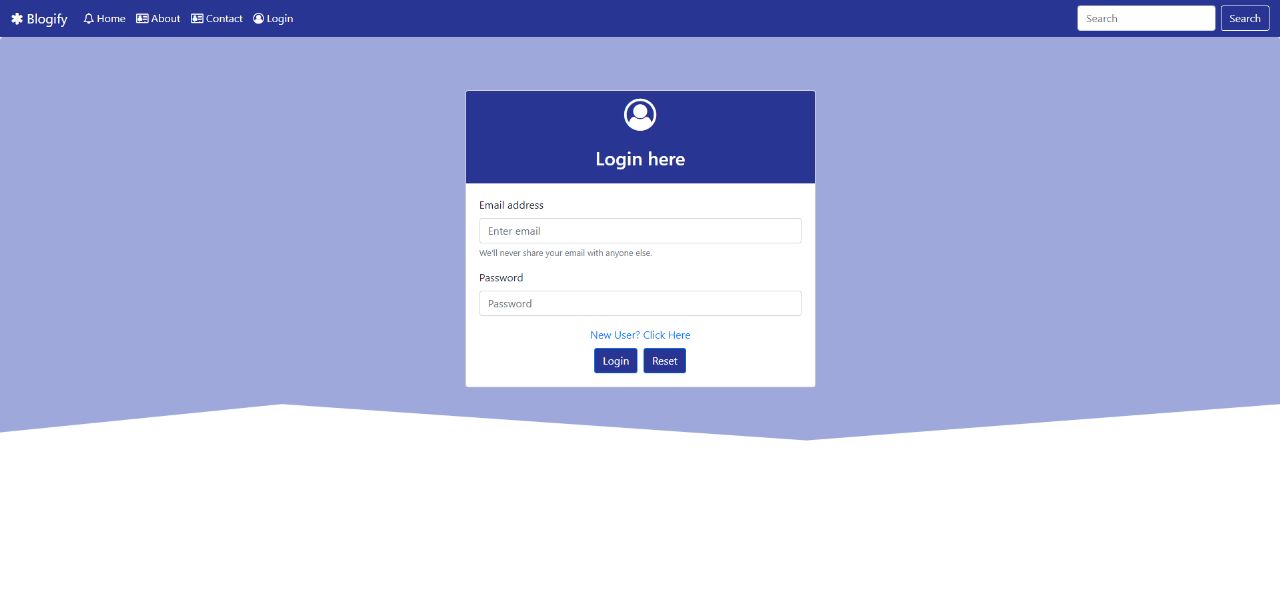 Blogify Home About Contact Login Search Search
Login here
Email address
Enter email
We'll never share your email with anyone else.
Password
Password
New User? Click Here
Login Reset